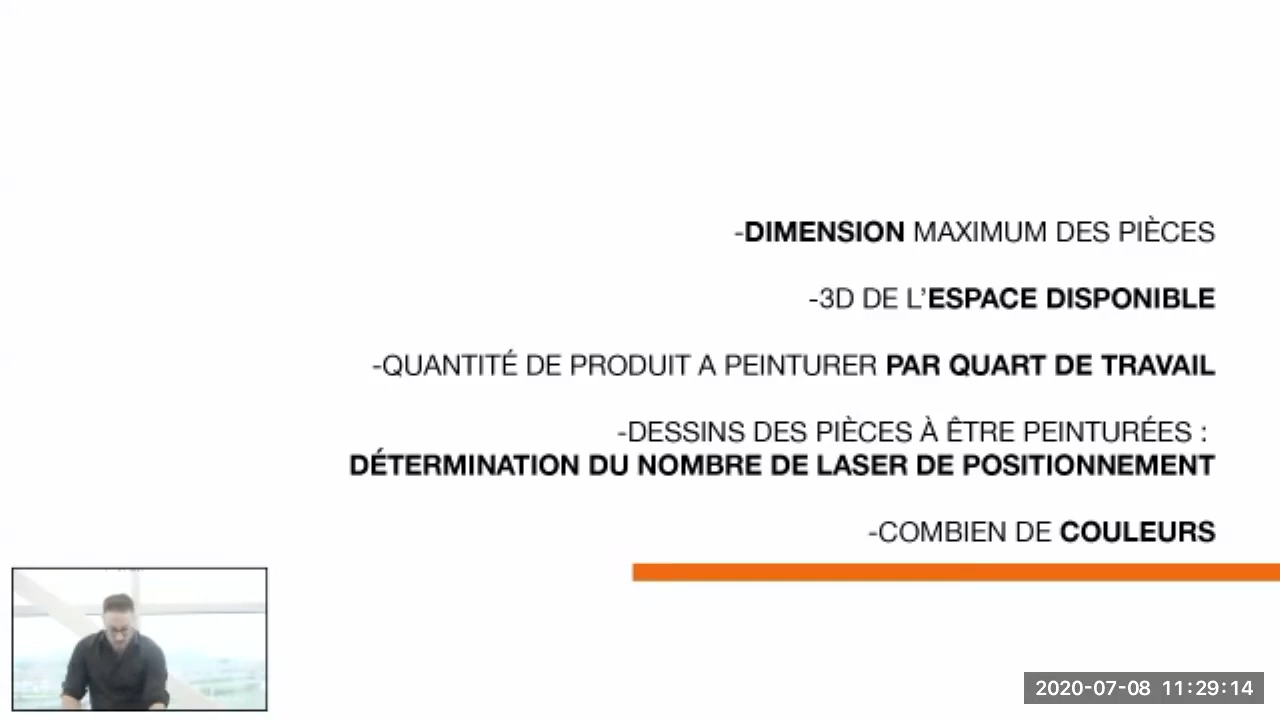 -DIMENSION MAXIMUM DES PIÈCES
-3D DE L’ESPACE DISPONIBLE
-QUANTITÉ DE PRODUIT A PEINTURER PAR QUART DE TRAVAIL
-DESSINS DES PIÈCES À ÊTRE PEINTURÉES :
DÉTERMINATION DU NOMBRE DE LASER DE POSITIONNEMENT
-COMBIEN DE COULEURS
2020-07-08 11:29:14